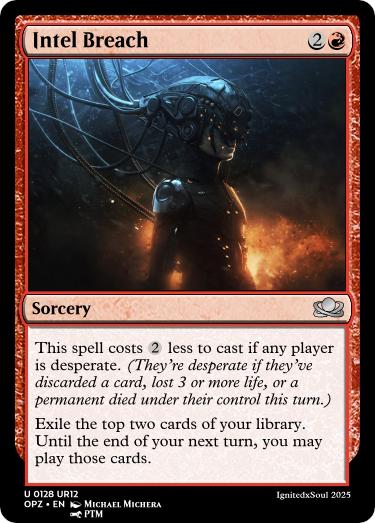 Intel Breach 2
Sorcery
This spell costs 2 less to cast if any player
is desperate. (They're desperate if they've
discarded a card, lost 3 or more life, or a
permanent died under their control this turn.)
Exile the top two cards of your library.
Until the end of your next turn, you may
play those cards.
U 0128 UR12
OPZ • EN Michael Michera IgnitedxSoul 2025
PTM